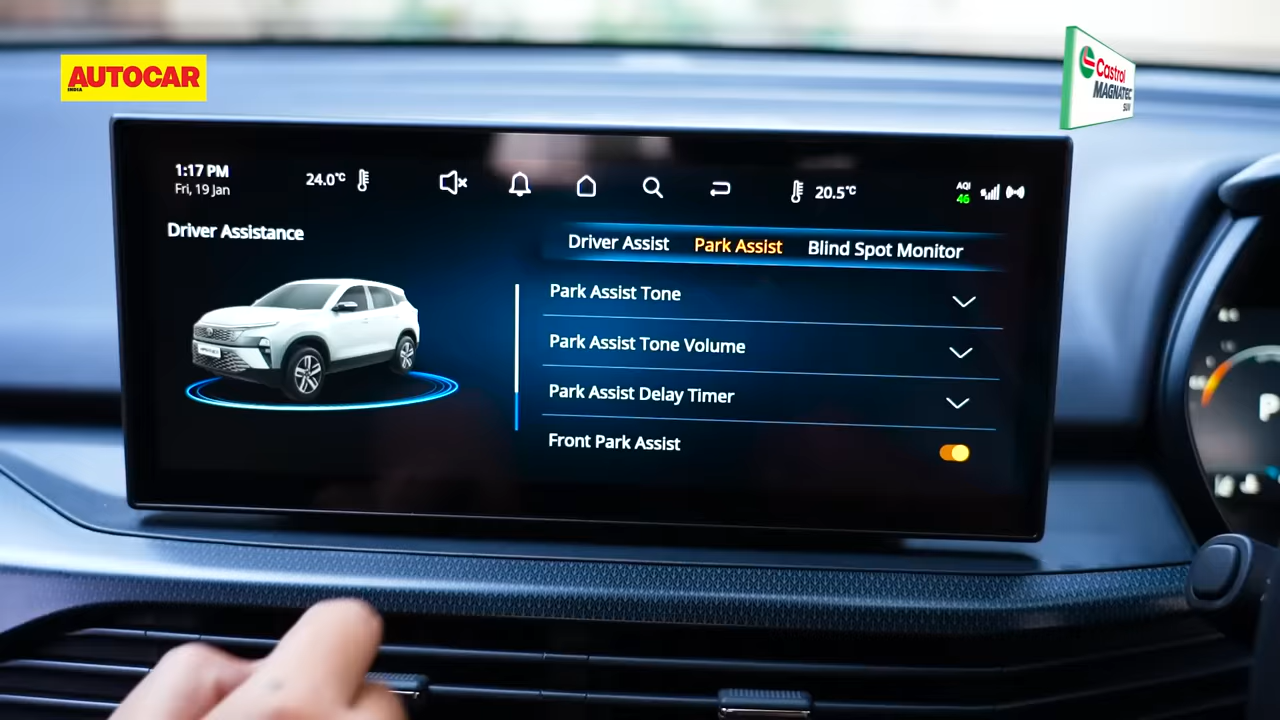 AUTOCAR
INDIA
Castrol
MAGNATEC
SUV
1:17 PM
Fri, 19 Jan
24.0°C
20.5°C
AQI
46
Driver Assistance
Driver Assist Park Assist Blind Spot Monitor
Park Assist Tone
Park Assist Tone Volume
Park Assist Delay Timer
Front Park Assist
P